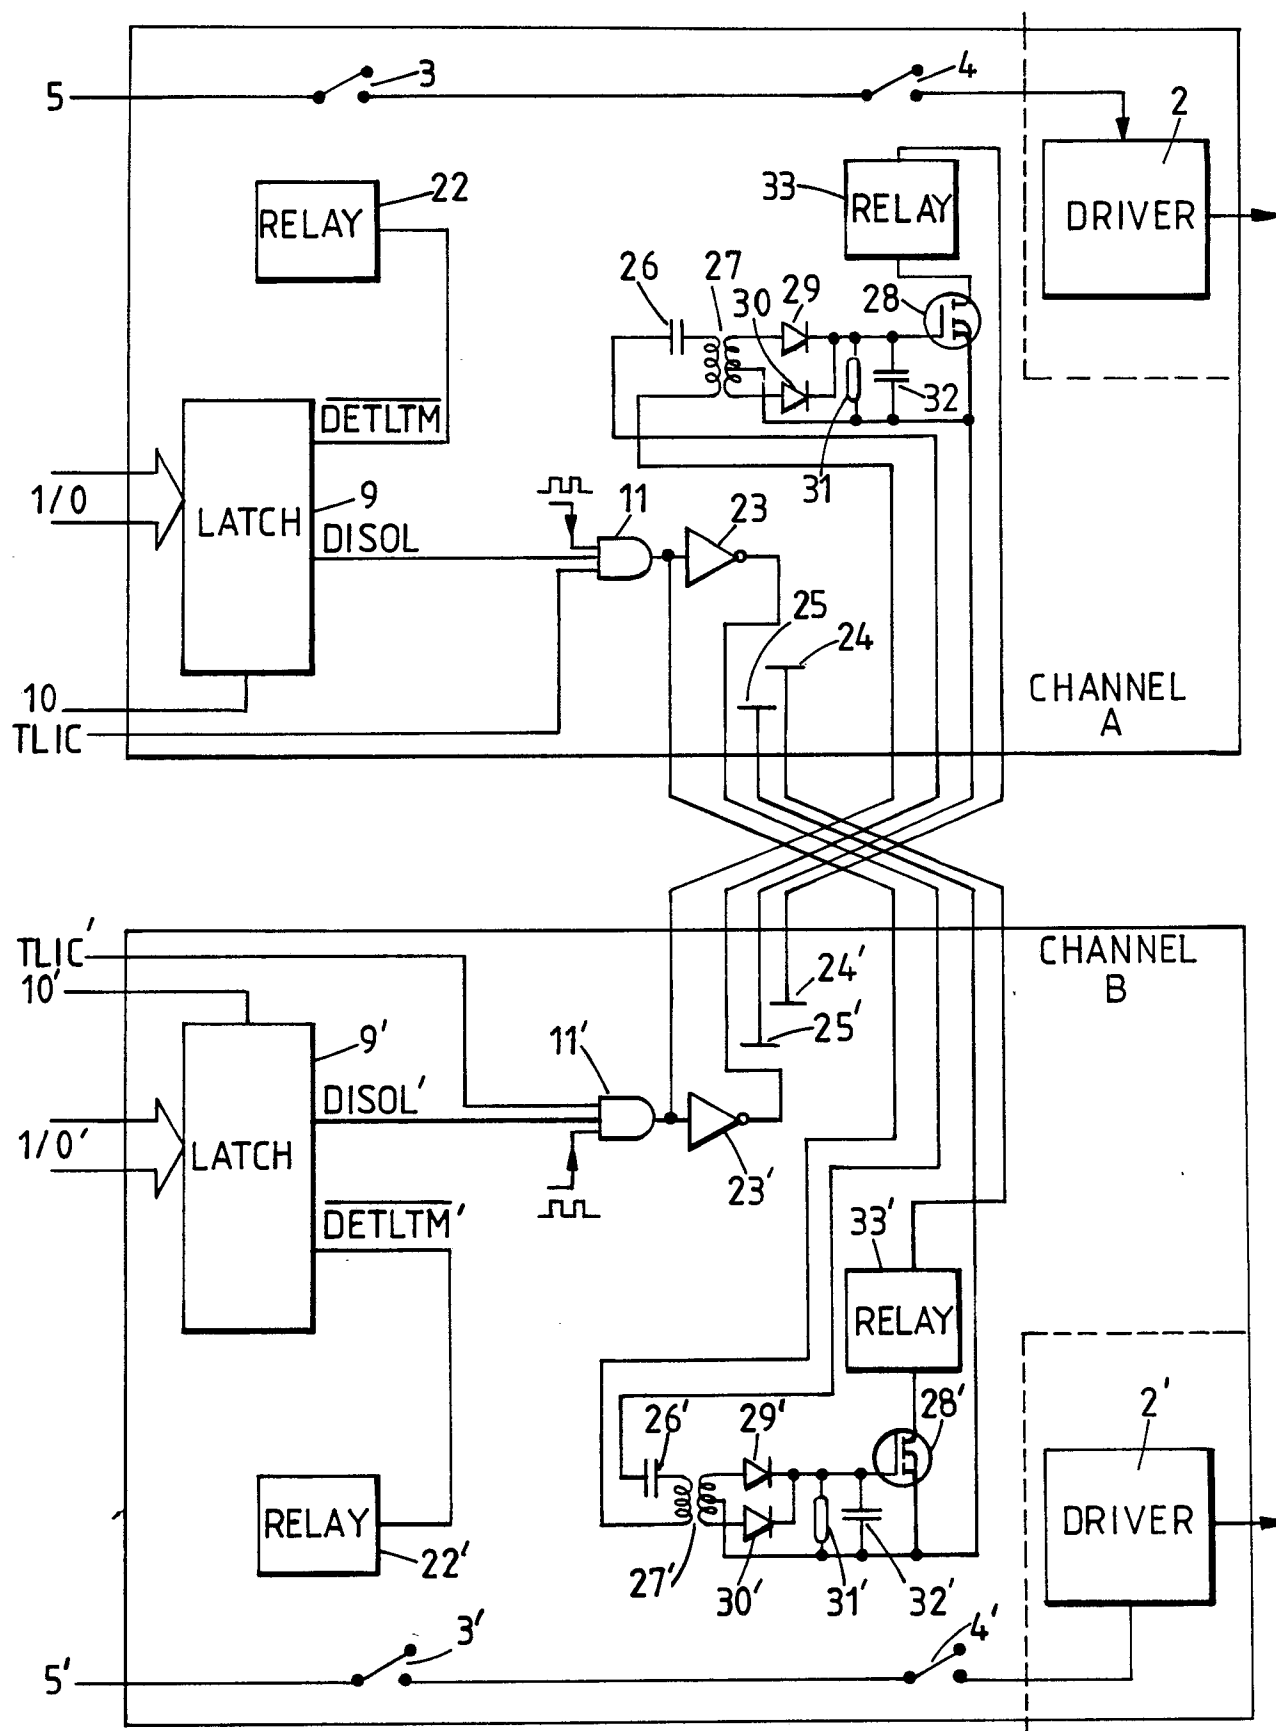 5
3
4
2
DRIVER
33
RELAY
22
RELAY
26
27
30
29
28
32
31
DETLTM
1/0
9
LATCH
DISOL
11
23
25
24
10
TLIC
CHANNEL
A
TLIC'
10'
CHANNEL
B
24'
25'
9'
11'
DISOL'
1/0'
LATCH
23'
DETLTM'
33'
RELAY
28'
2'
26'
29'
DRIVER
RELAY
22'
27'
30'
31'
32'
3'
4'
5'